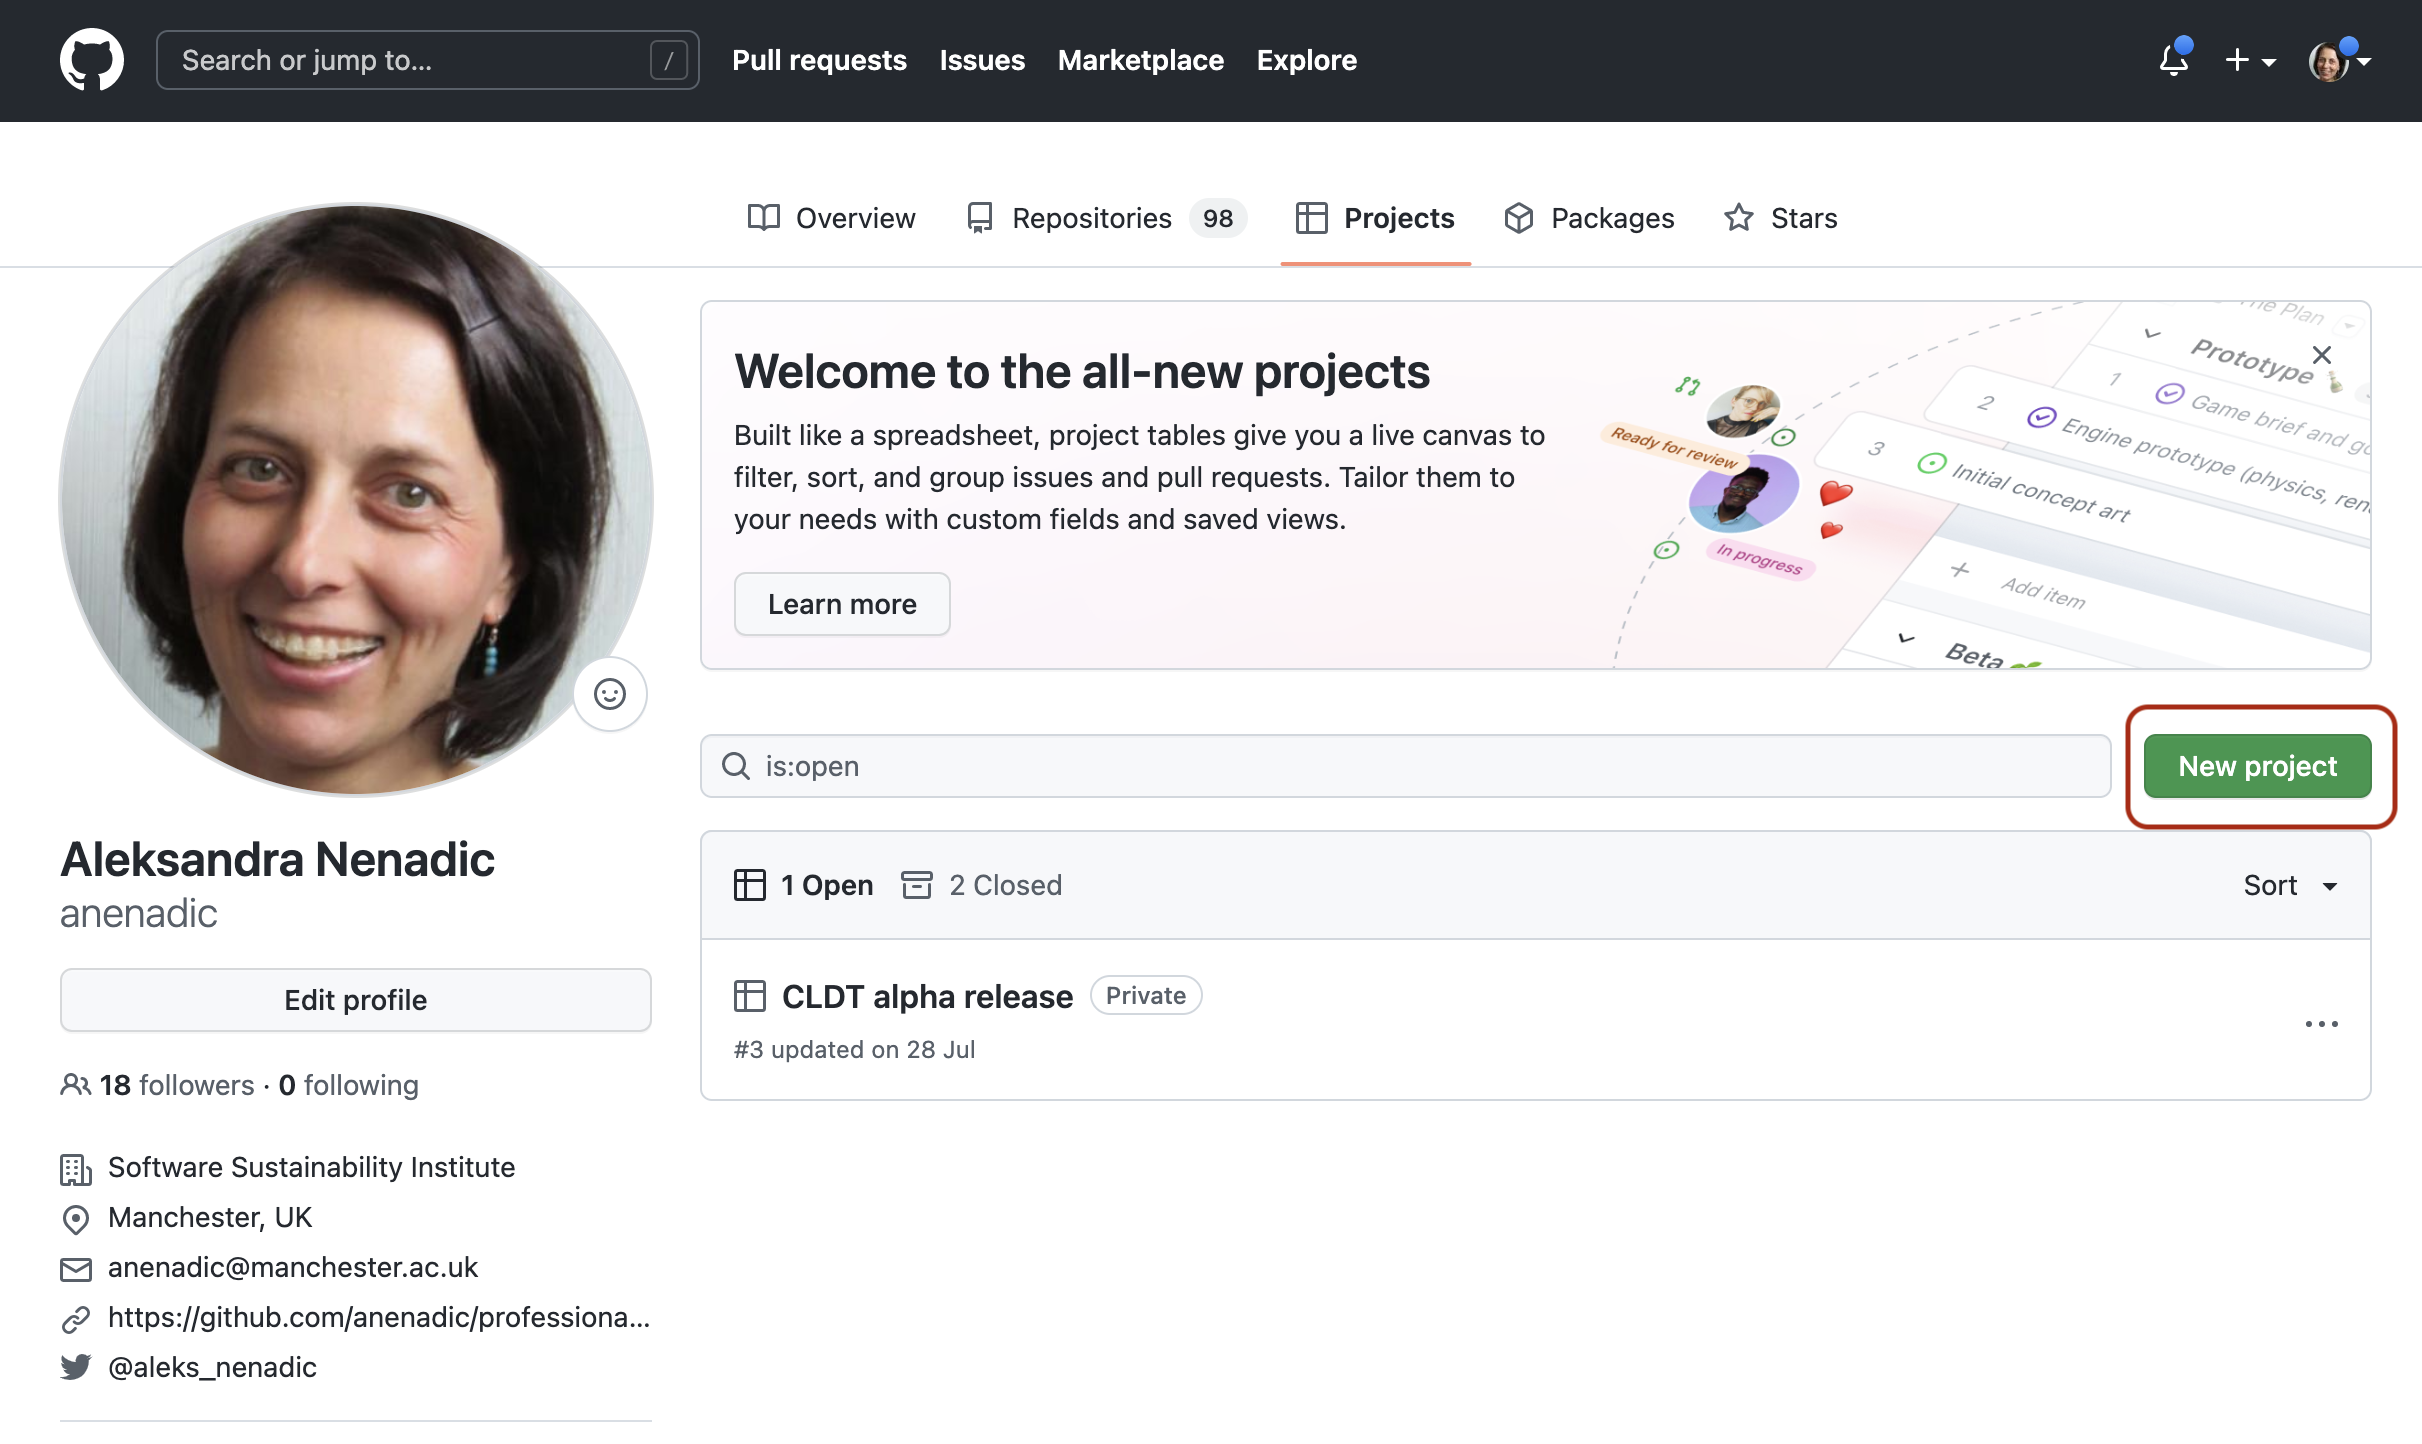 Search or jump to... /
Pull requests
Issues
Marketplace
Explore
Overview
Repositories 98
Projects
Packages
Stars
Welcome to the all-new projects
Built like a spreadsheet, project tables give you a live canvas to
filter, sort, and group issues and pull requests. Tailor them to
your needs with custom fields and saved views.
Learn more
The Plan
Prototype
1 Game brief and
2 Engine prototype (physics,
3 Initial concept art
Add item
Beta
Ready for review
In progress
is:open
New project
1 Open
2 Closed
Sort
CLDT alpha release Private
#3 updated on 28 Jul
Aleksandra Nenadic
anenadic
Edit profile
18 followers · 0 following
Software Sustainability Institute
Manchester, UK
anenadic@manchester.ac.uk
https://github.com/anenadic/professiona...
@aleks_nenadic